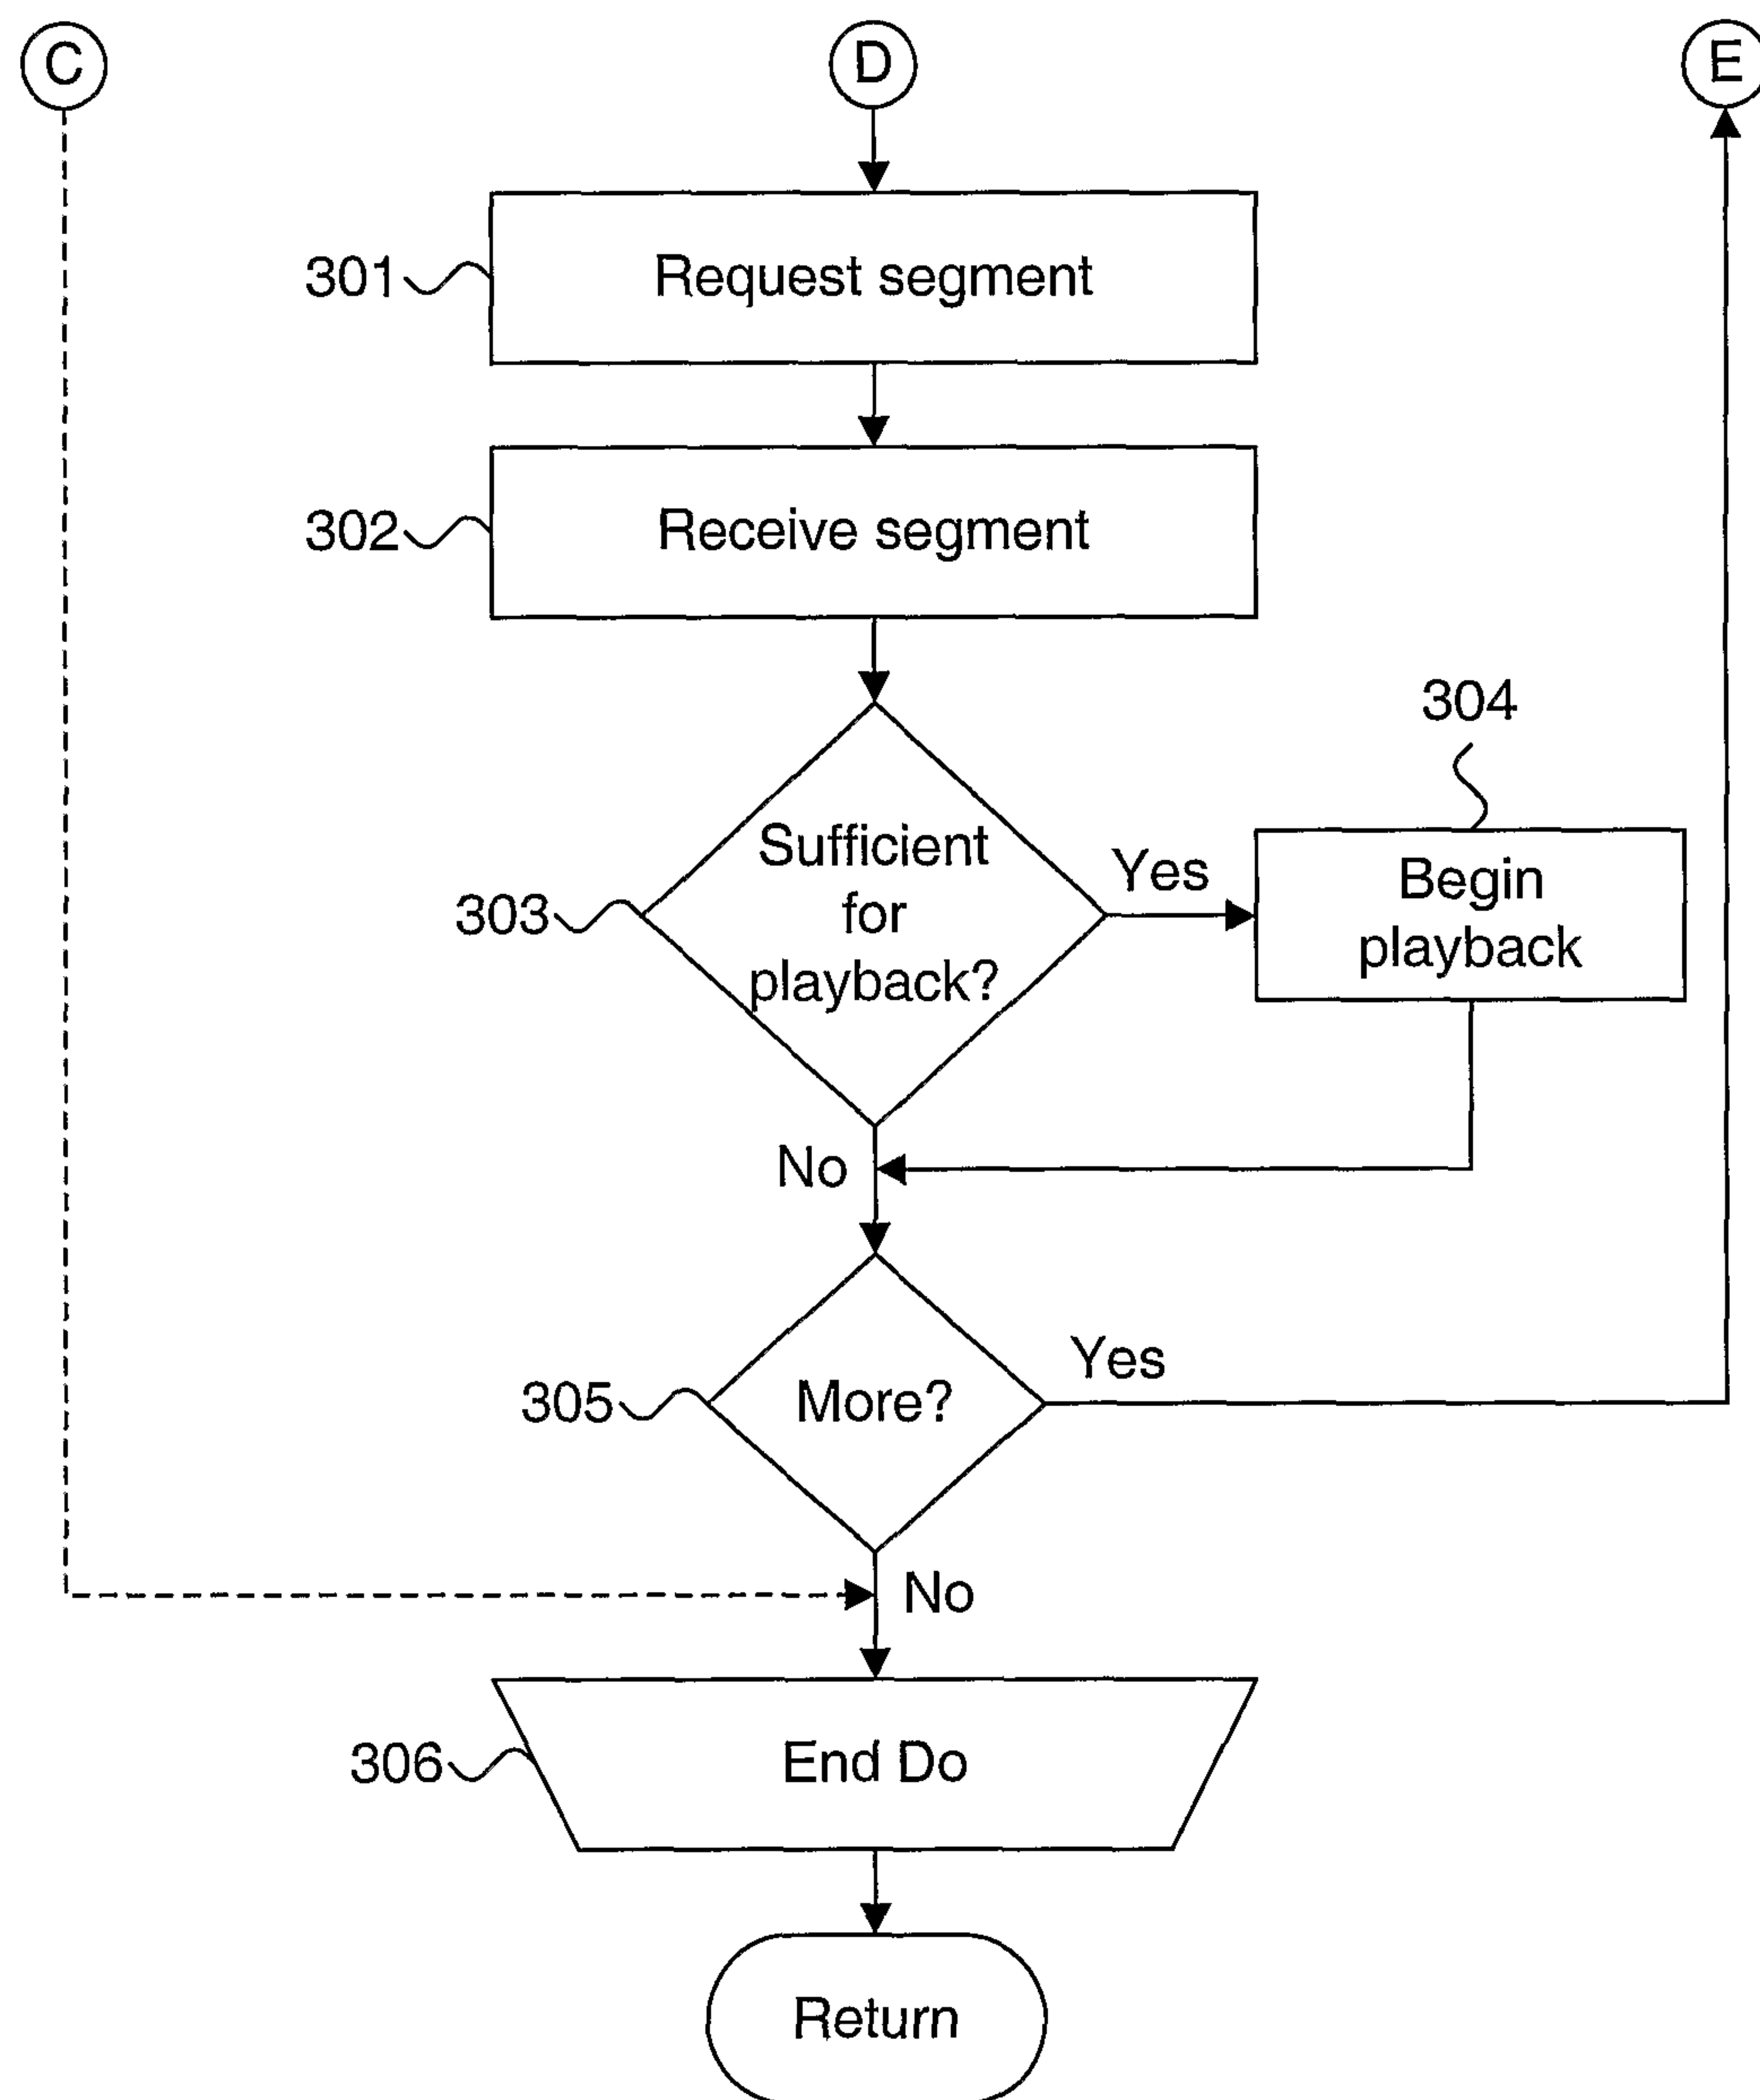 C
D
E
301
Request segment
302
Receive segment
304
Sufficient
for
playback?
303
Yes
Begin
playback
No
305
More?
Yes
No
306
End Do
Return